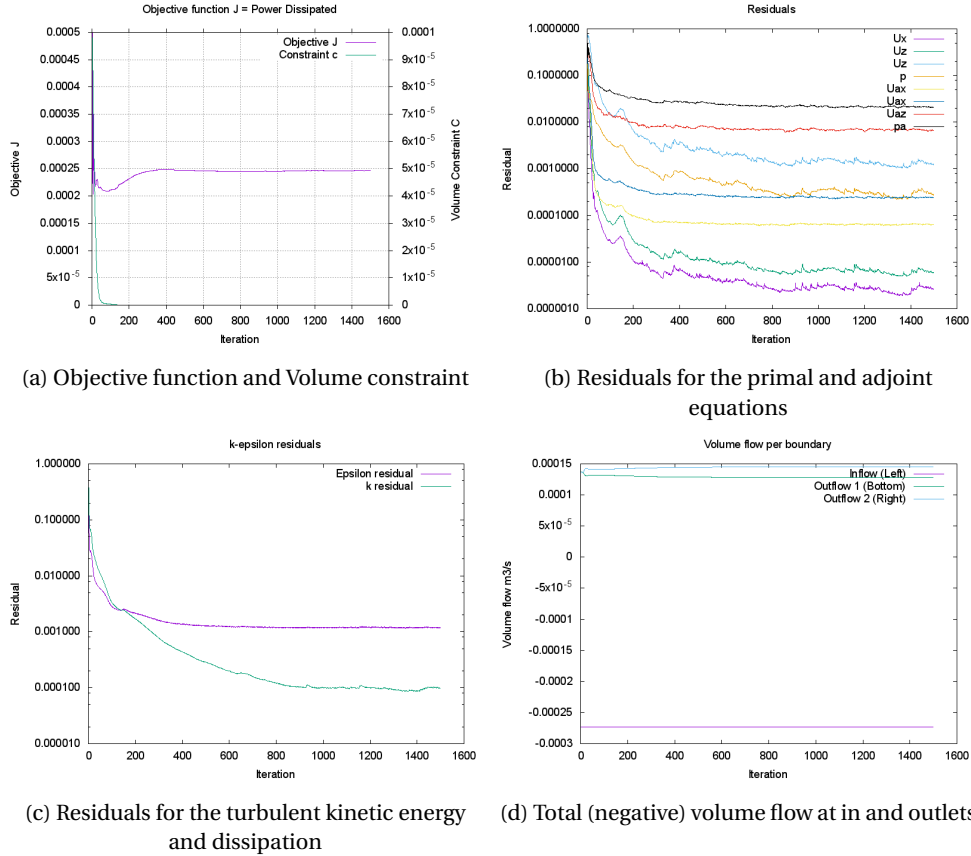 Objective function J = Power Dissipated
0.0005
0.00045
0.0004
0.00035
0.0003
0.00025
0.0002
0.00015
0.0001
5x10-5
0
Objective J
0.0001
9x10-5
8x10-5
7x10-5
6x10-5
5x10-5
4x10-5
3x10-5
2x10-5
1x10-5
0
Volume Constraint C
Objective J
Constraint c
0 200 400 600 800 1000 1200 1400 1600
Iteration
(a) Objective function and Volume constraint
Residuals
1.0000000
0.1000000
0.0100000
0.0010000
0.0001000
0.0000100
0.0000010
Residual
Ux
Uz
Uz
p
Uax
Uax
Uaz
pa
0 200 400 600 800 1000 1200 1400 1600
Iteration
(b) Residuals for the primal and adjoint
equations
k-epsilon residuals
1.000000
0.100000
0.010000
0.001000
0.000100
0.000010
Residual
Epsilon residual
k residual
0 200 400 600 800 1000 1200 1400 1600
Iteration
(c) Residuals for the turbulent kinetic energy
and dissipation
Volume flow per boundary
0.00015
0.0001
5x10-5
0
-5x10-5
-0.0001
-0.00015
-0.0002
-0.00025
-0.0003
Volume flow m3/s
Inflow (Left)
Outflow 1 (Bottom)
Outflow 2 (Right)
0 200 400 600 800 1000 1200 1400 1600
Iteration
(d) Total (negative) volume flow at in and outlets